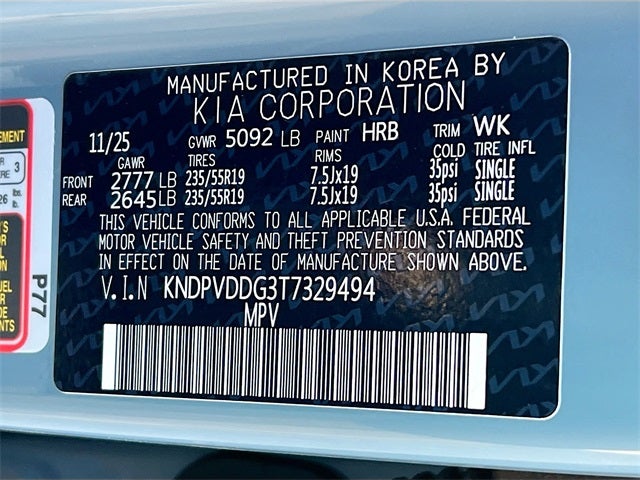 MANUFACTURED IN KOREA BY
KIA CORPORATION
11/25 GVWR 5092 LB PAINT HRB TRIM WK
GAWR TIRES RIMS COLD TIRE INFL
FRONT 2777 LB 235/55R19 7.5Jx19 35psi SINGLE
REAR 2645 LB 235/55R19 7.5Jx19 35psi SINGLE
THIS VEHICLE CONFORMS TO ALL APPLICABLE U.S.A. FEDERAL
MOTOR VEHICLE SAFETY AND THEFT PREVENTION STANDARDS
IN EFFECT ON THE DATE OF MANUFACTURE SHOWN ABOVE.
V.I.N KNDPVDDG3T7329494
MPV
P77
3
lbs.